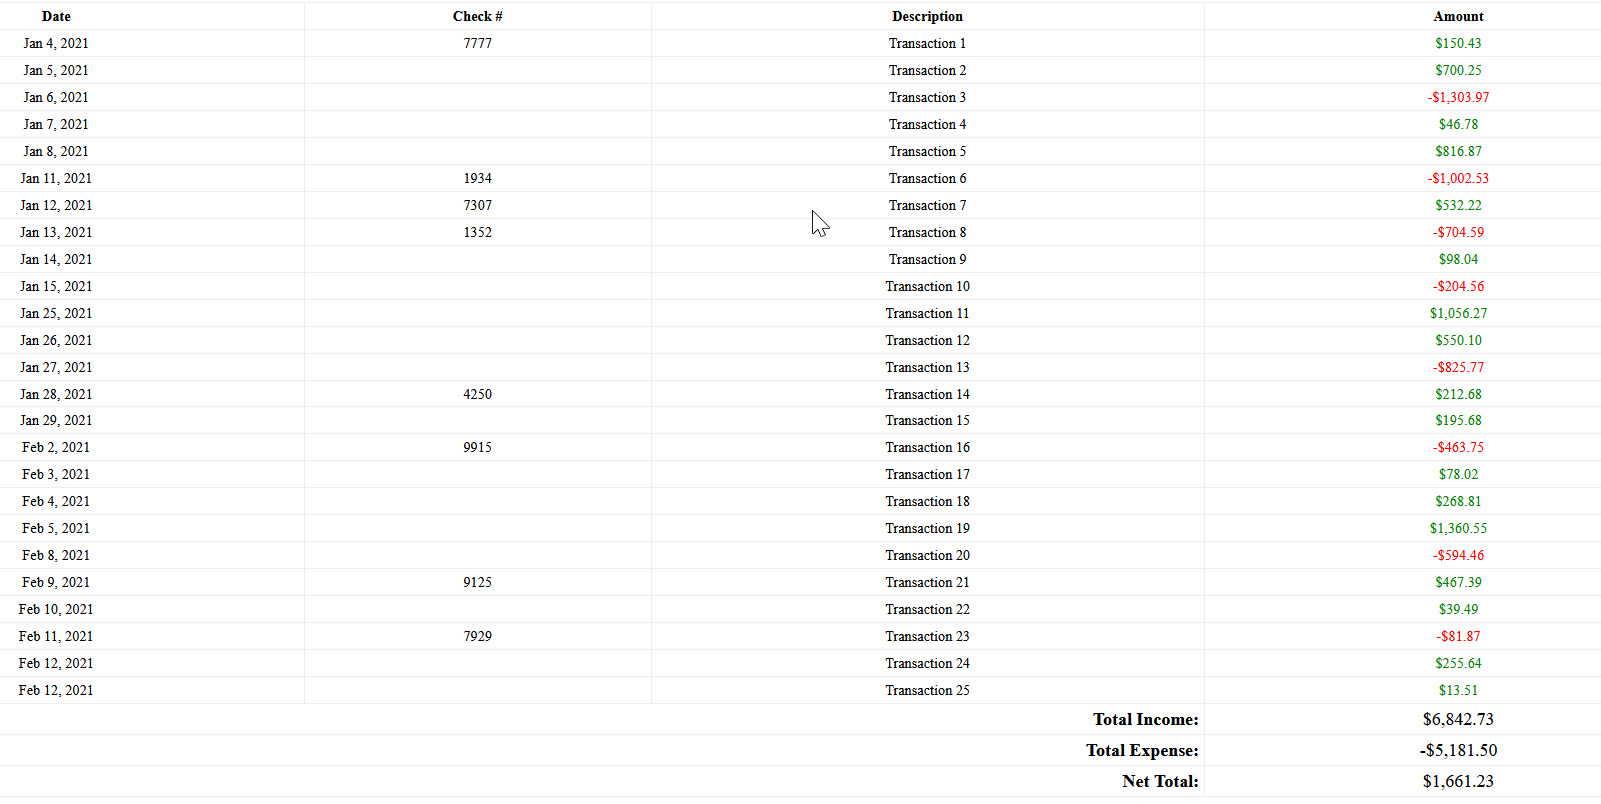 Date Check # Description Amount
Jan 4, 2021 7777 Transaction 1 $150.43
Jan 5, 2021 Transaction 2 $700.25
Jan 6, 2021 Transaction 3 -$1,303.97
Jan 7, 2021 Transaction 4 $46.78
Jan 8, 2021 Transaction 5 $816.87
Jan 11, 2021 1934 Transaction 6 -$1,002.53
Jan 12, 2021 7307 Transaction 7 $532.22
Jan 13, 2021 1352 Transaction 8 -$704.59
Jan 14, 2021 Transaction 9 $98.04
Jan 15, 2021 Transaction 10 -$204.56
Jan 25, 2021 Transaction 11 $1,056.27
Jan 26, 2021 Transaction 12 $550.10
Jan 27, 2021 Transaction 13 -$825.77
Jan 28, 2021 4250 Transaction 14 $212.68
Jan 29, 2021 Transaction 15 $195.68
Feb 2, 2021 9915 Transaction 16 -$463.75
Feb 3, 2021 Transaction 17 $78.02
Feb 4, 2021 Transaction 18 $268.81
Feb 5, 2021 Transaction 19 $1,360.55
Feb 8, 2021 Transaction 20 -$594.46
Feb 9, 2021 9125 Transaction 21 $467.39
Feb 10, 2021 Transaction 22 $39.49
Feb 11, 2021 7929 Transaction 23 -$81.87
Feb 12, 2021 Transaction 24 $255.64
Feb 12, 2021 Transaction 25 $13.51
Total Income: $6,842.73
Total Expense: -$5,181.50
Net Total: $1,661.23